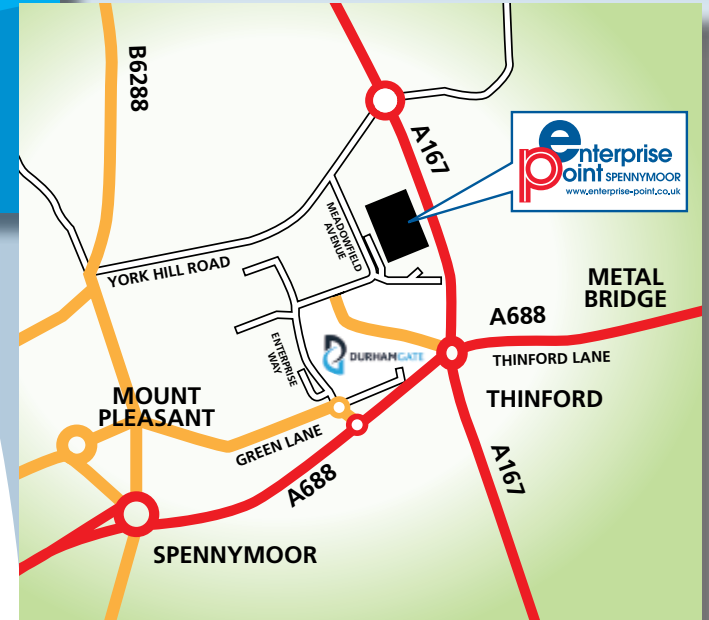 B6288
A167
enterprise
point SPENNYMOOR
www.enterprise-point.co.uk
MEADOWFIELD
AVENUE
YORK HILL ROAD
METAL
BRIDGE
A688
THINFORD LANE
ENTERPRISE
WAY
DURHAMGATE
MOUNT
PLEASANT
THINFORD
GREEN LANE
A688
A167
SPENNYMOOR